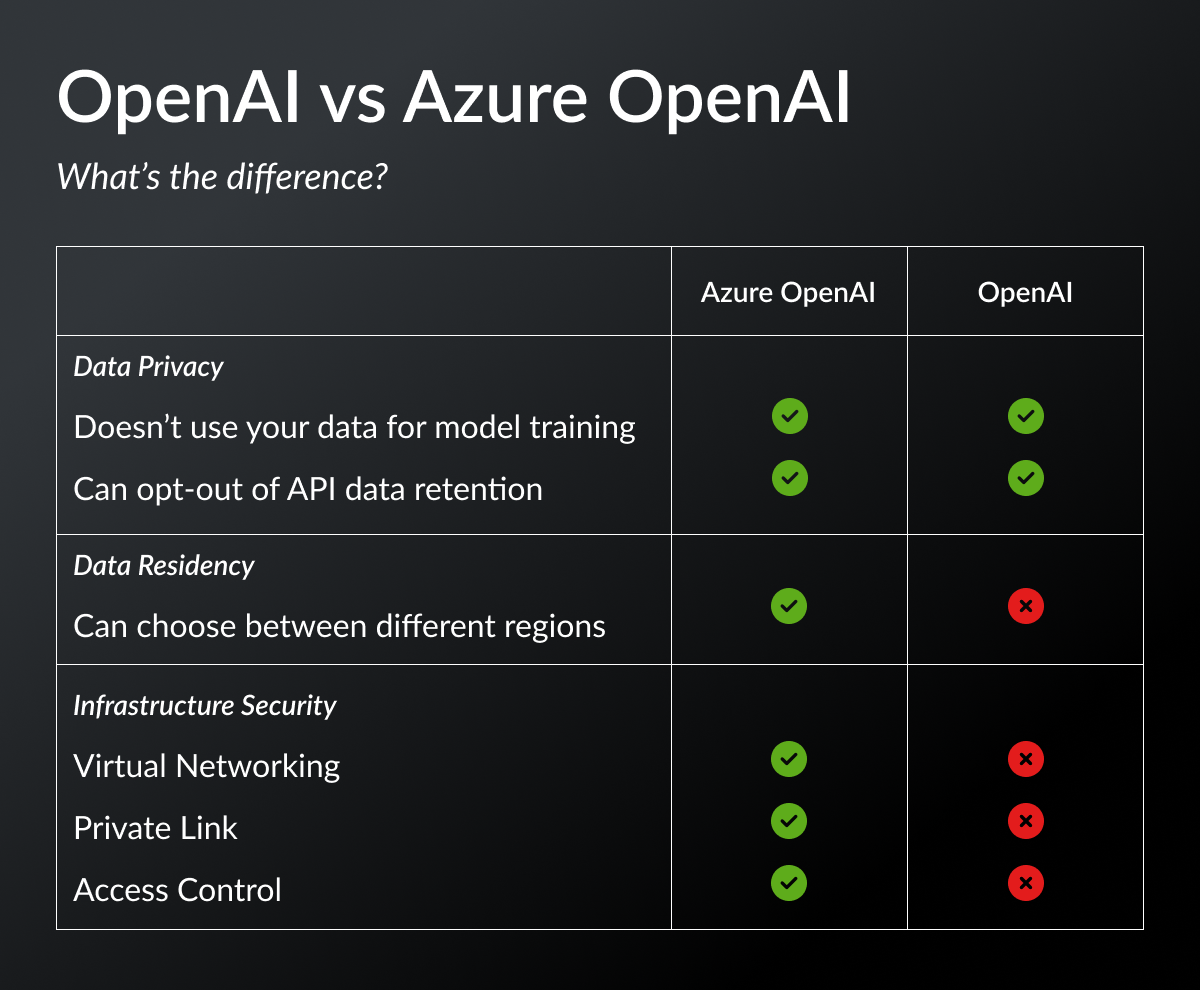 OpenAI vs Azure OpenAI
What’s the difference?
Azure OpenAI OpenAI
Data Privacy
Doesn’t use your data for model training
Can opt-out of API data retention
Data Residency
Can choose between different regions
Infrastructure Security
Virtual Networking
Private Link
Access Control